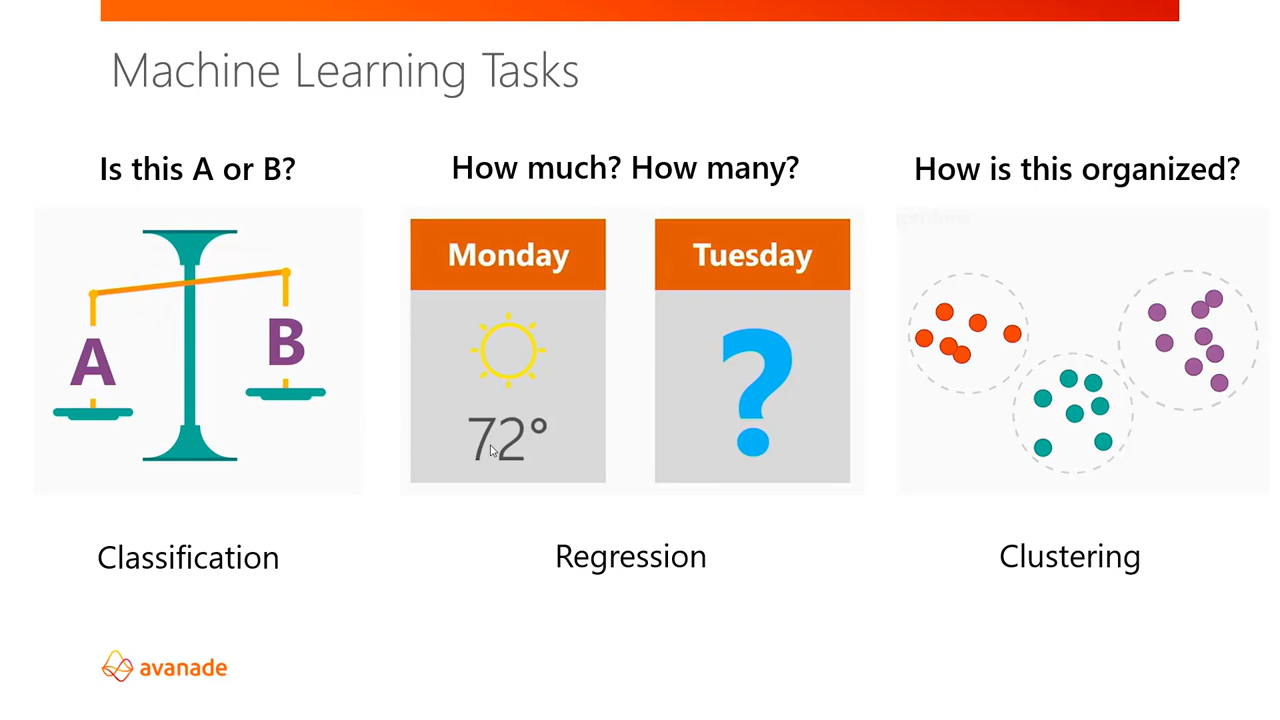 Machine Learning Tasks
Is this A or B?
How much? How many?
How is this organized?
A
B
Monday
72°
Tuesday
?
Classification
Regression
Clustering
avanade